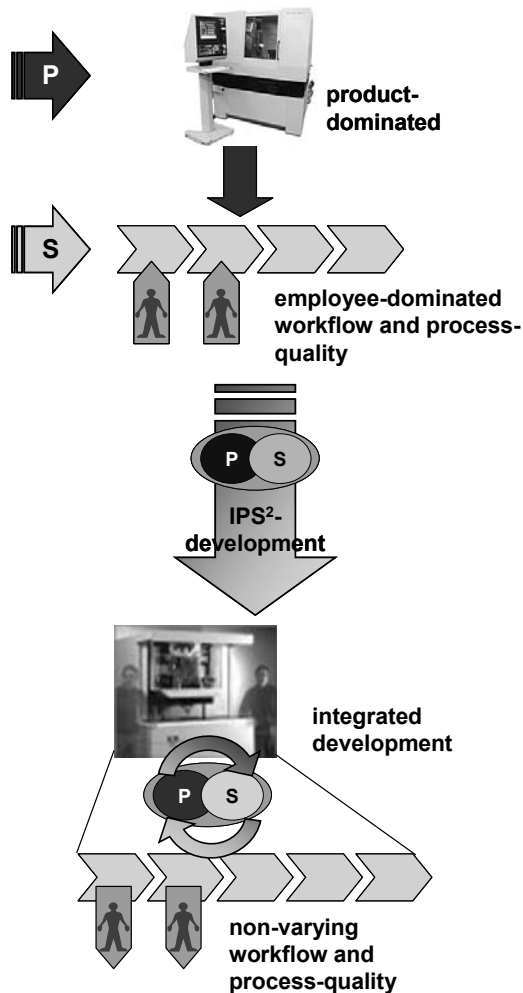 P
product-
dominated
S
employee-dominated
workflow and process-
quality
P S
IPS²-
development
integrated
development
P S
non-varying
workflow and
process-quality